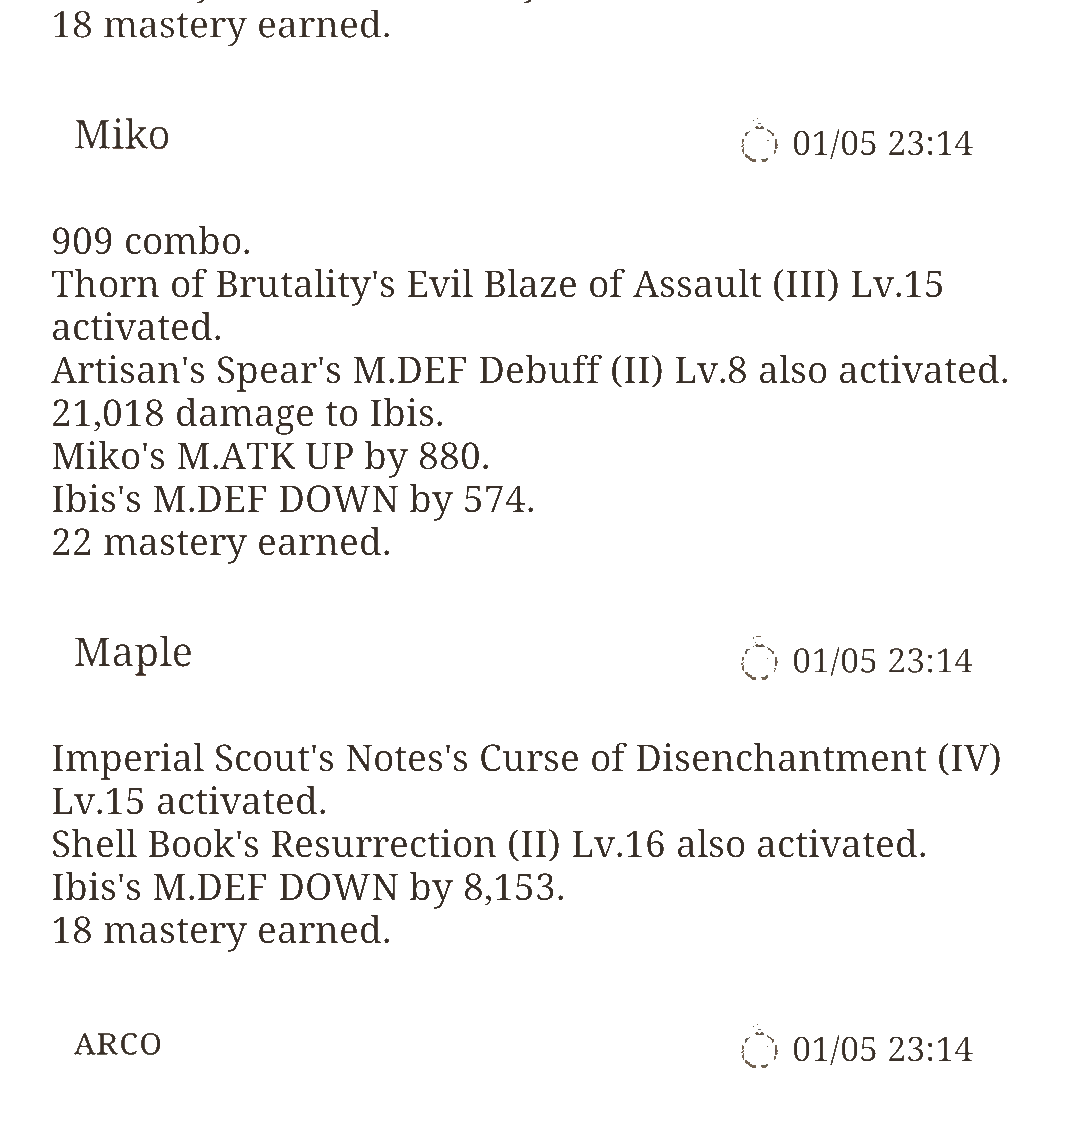 18 mastery earned.
Miko
01/05 23:14
909 combo.
Thorn of Brutality's Evil Blaze of Assault (III) Lv.15
activated.
Artisan's Spear's M.DEF Debuff (II) Lv.8 also activated.
21,018 damage to Ibis.
Miko's M.ATK UP by 880.
Ibis's M.DEF DOWN by 574.
22 mastery earned.
Maple
01/05 23:14
Imperial Scout's Notes's Curse of Disenchantment (IV)
Lv.15 activated.
Shell Book's Resurrection (II) Lv.16 also activated.
Ibis's M.DEF DOWN by 8,153.
18 mastery earned.
ARCO
01/05 23:14